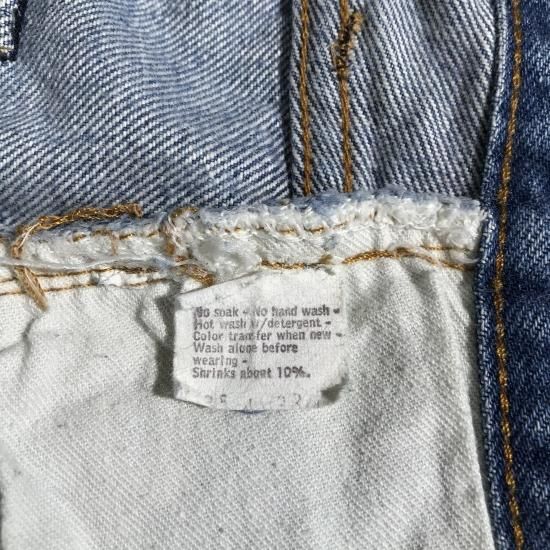 No soak - No hand wash -
Hot wash W/detergent -
Color transfer when new -
Wash alone before
wearing -
Shrinks about 10%.